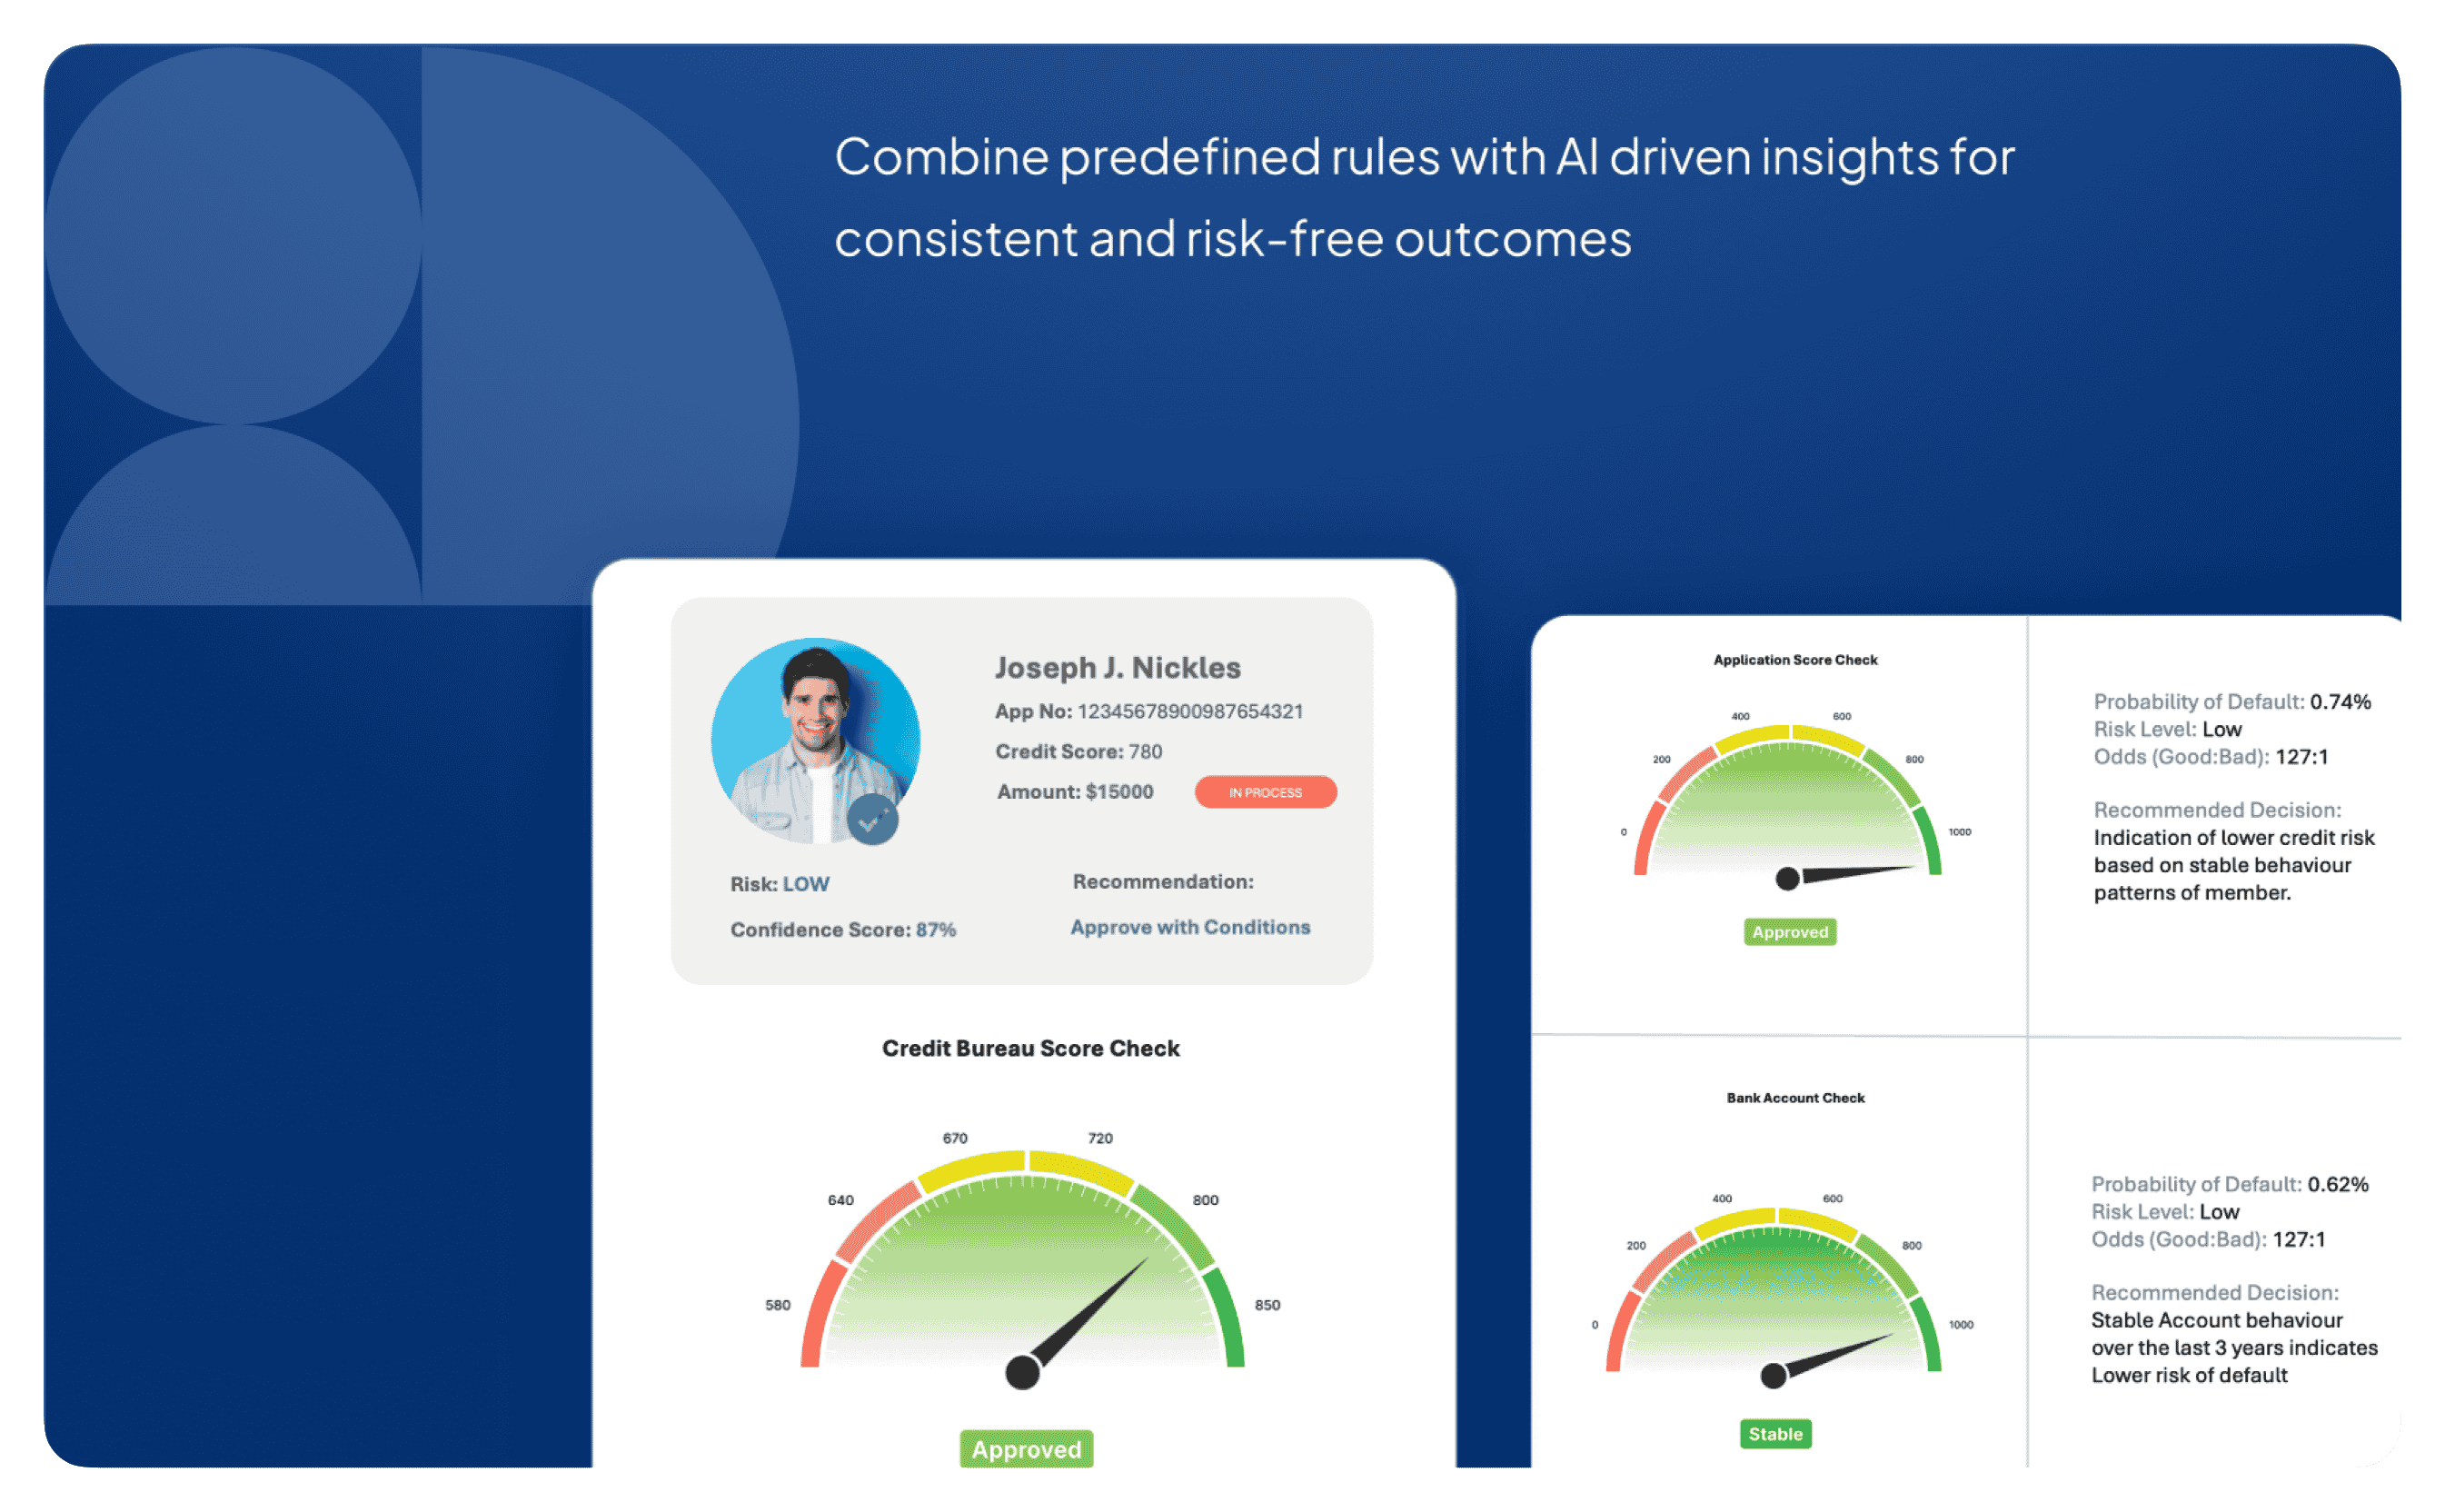 Combine predefined rules with AI driven insights for
consistent and risk-free outcomes
Joseph J. Nickles
App No: 12345678900987654321
Credit Score: 780
Amount: $15000
IN PROCESS
Risk: LOW
Recommendation:
Confidence Score: 87%
Approve with Conditions
Credit Bureau Score Check
580
640
670
720
800
850
Approved
Application Score Check
0
200
400
600
800
1000
Approved
Probability of Default: 0.74%
Risk Level: Low
Odds (Good:Bad): 127:1
Recommended Decision:
Indication of lower credit risk
based on stable behaviour
patterns of member.
Bank Account Check
0
200
400
600
800
1000
Stable
Probability of Default: 0.62%
Risk Level: Low
Odds (Good:Bad): 127:1
Recommended Decision:
Stable Account behaviour
over the last 3 years indicates
Lower risk of default